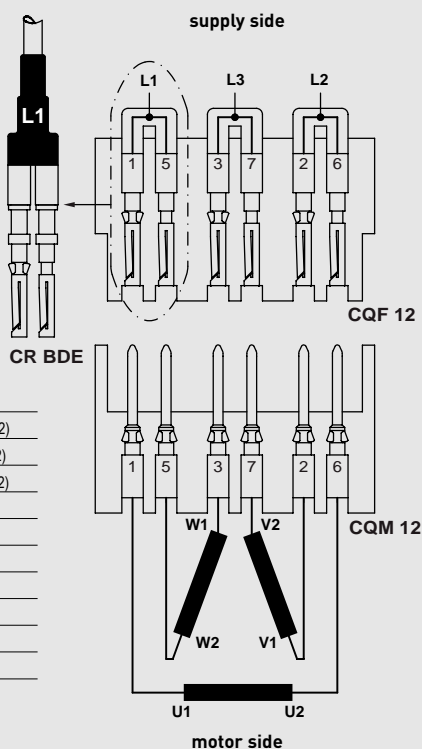 supply side
L1 L3 L2
L1
1 5 3 7 2 6
CQF 12
CR BDE
2)
2)
2)
1 5 3 7 2 6
CQM 12
W1 V2
W2 V1
U1 U2
motor side